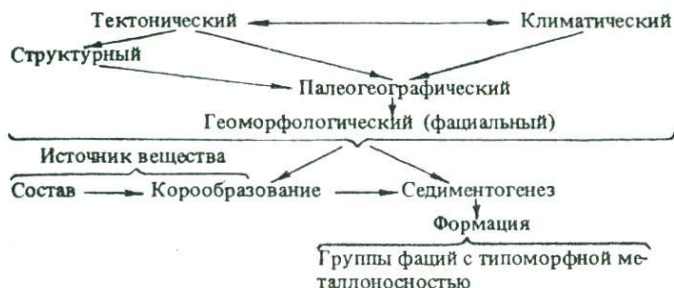 Тектонический Климатический
Структурный
Палеогеографический
Геоморфологический (фациальный)
Источник вещества
Состав Корообразование Седиментогенез
Формация
Группы фаций с типоморфной ме-
таллоносностью